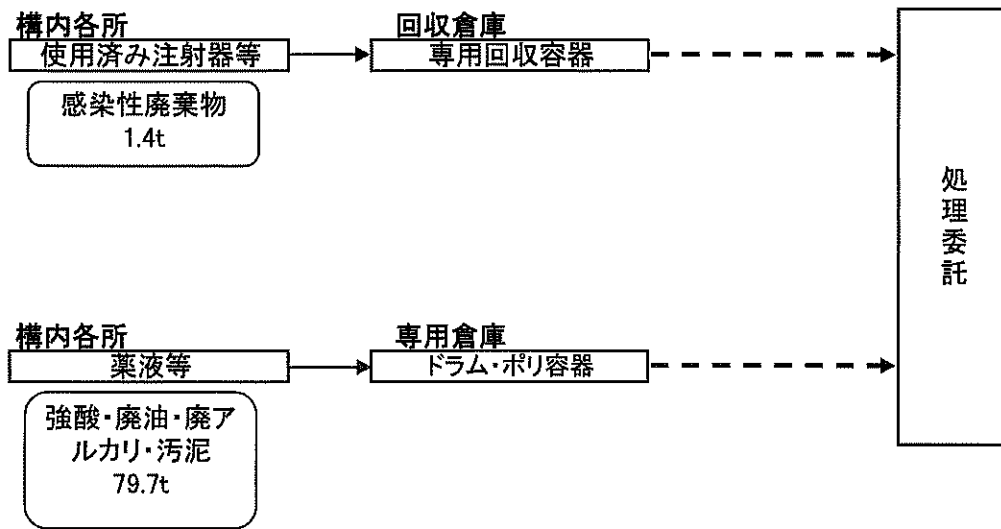 構内各所
使用済み注射器等
感染性廃棄物
1.4t
回収倉庫
専用回収容器
構内各所
薬液等
強酸・廃油・廃ア
ルカリ・汚泥
79.7t
専用倉庫
ドラム・ポリ容器
処理委託